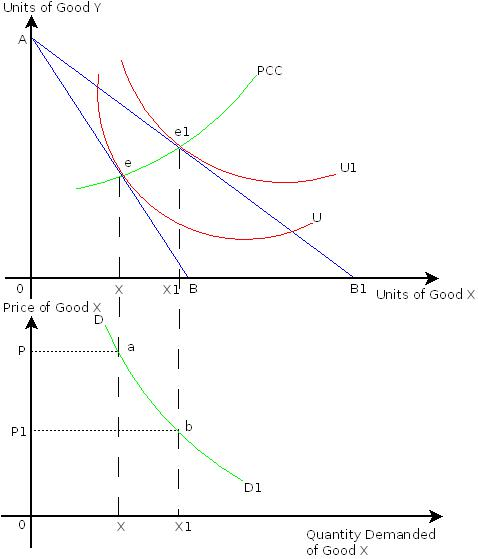 Units of Good Y
A
PCC
e1
e
U1
U
0
X
X1
B
B1
Units of Good X
Price of Good X
D
a
P
b
P1
D1
0
X
X1
Quantity Demanded
of Good X